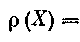 ρ (X) =